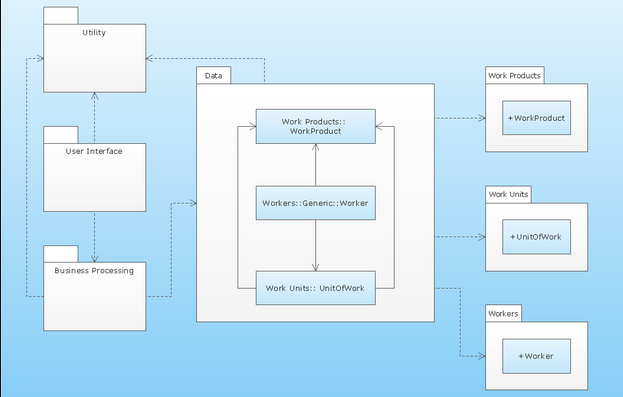 Utility
User Interface
Business Processing
Data
Work Products::
WorkProduct
Workers::Generic::Worker
Work Units:: UnitOfWork
Work Products
+WorkProduct
Work Units
+UnitOfWork
Workers
+Worker